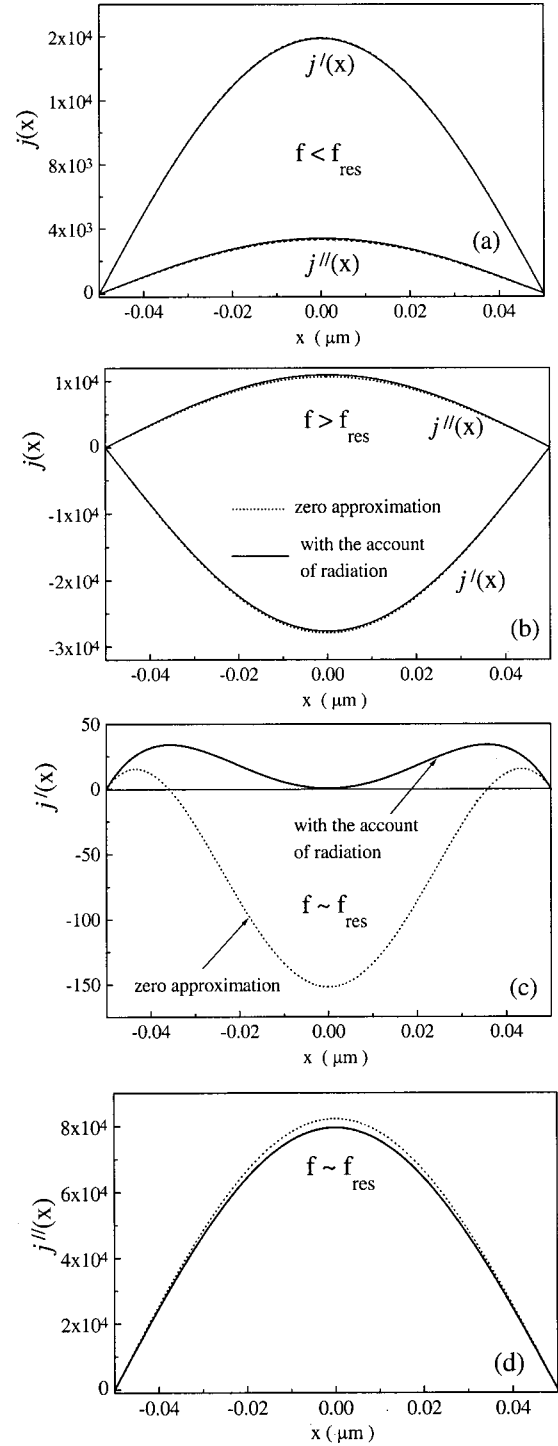 2x10⁴
2x10⁴
8x10³
4x10³
0
j(x)
j′(x)
f < f_res
j″(x)
(a)
-0.04 -0.02 0.00 0.02 0.04
x (μm)
1x10⁴
0
-1x10⁴
-2x10⁴
-3x10⁴
j(x)
f > f_res
j″(x)
zero approximation
with the account
of radiation
j′(x)
(b)
-0.04 -0.02 0.00 0.02 0.04
x (μm)
50
25
0
-50
-100
-150
j′(x)
with the account
of radiation
f ~ f_res
zero approximation
(c)
-0.04 -0.02 0.00 0.02 0.04
x (μm)
8x10⁴
6x10⁴
4x10⁴
2x10⁴
0
j″(x)
f ~ f_res
(d)
-0.04 -0.02 0.00 0.02 0.04
x (μm)